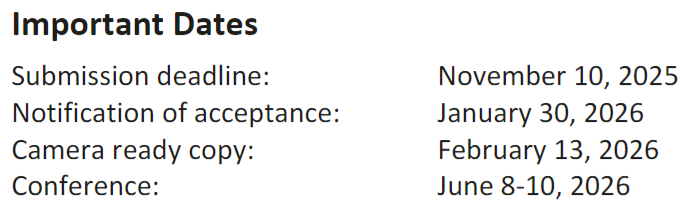 Important Dates
Submission deadline: November 10, 2025
Notification of acceptance: January 30, 2026
Camera ready copy: February 13, 2026
Conference: June 8-10, 2026